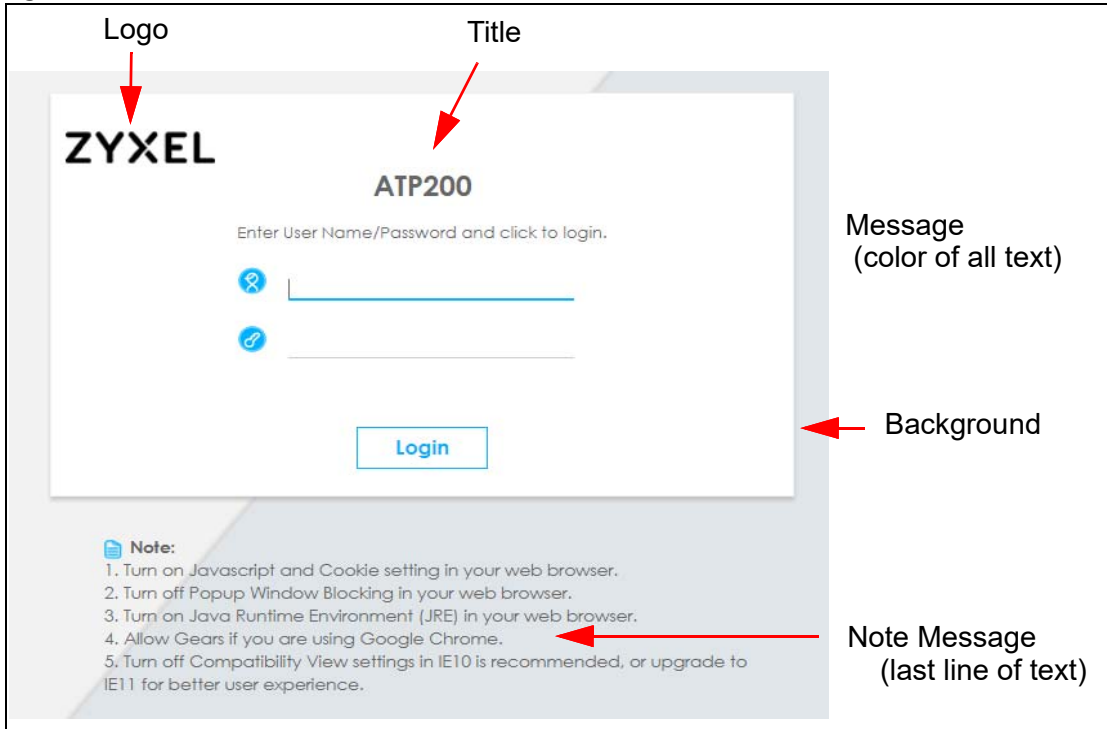 Logo
Title
ZYXEL
ATP200
Enter User Name/Password and click to login.
Message
(color of all text)
Login
Background
Note:
1. Turn on Javascript and Cookie setting in your web browser.
2. Turn off Popup Window Blocking in your web browser.
3. Turn on Java Runtime Environment (JRE) in your web browser.
4. Allow Gears if you are using Google Chrome.
5. Turn off Compatibility View settings in IE10 is recommended, or upgrade to
IE11 for better user experience.
Note Message
(last line of text)